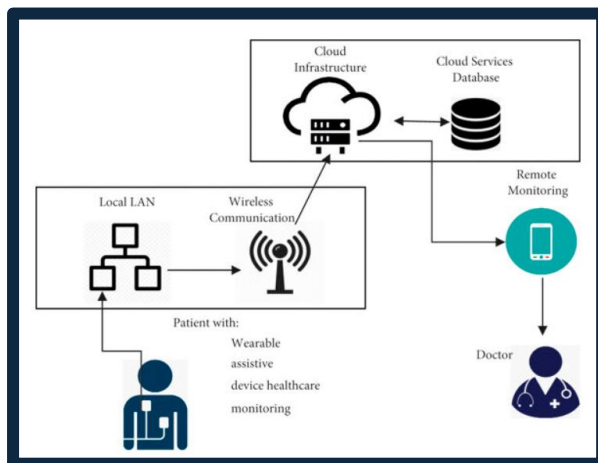 Cloud
Infrastructure
Cloud Services
Database
Remote
Monitoring
Local LAN
Wireless
Communication
Patient with:
Wearable
assistive
device healthcare
monitoring
Doctor